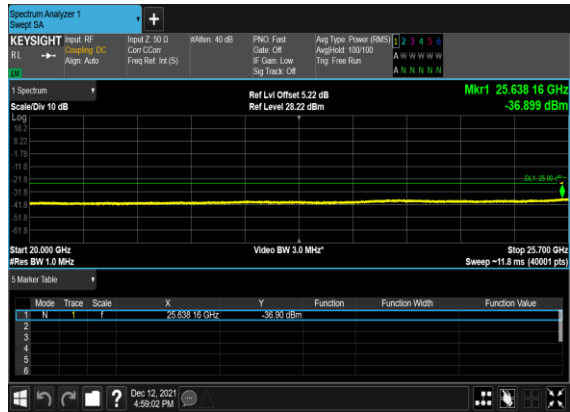 Spectrum Analyzer 1
Swept SA
+
KEYSIGHT Input: RF Input Z: 50 Ω #Atten: 40 dB PNO: Fast Avg Type: Power (RMS) 1 2 3 4 5 6
RL Coupling: DC Corr CCorr Gate: Off Avg|Hold: 100/100 A W W W W W
Align: Auto Freq Ref: Int (S) IF Gain: Low Trig: Free Run
LU Sig Track: Off A N N N N N
1 Spectrum Ref Lvl Offset 5.22 dB Mkr1 25.638 16 GHz
Scale/Div 10 dB Ref Level 28.22 dBm -36.899 dBm
Log
18.2
8.22
-1.78
-11.8
-21.8 DL1 -25.00
-31.8 1
-41.8
-51.8
-61.8
Start 20.000 GHz Video BW 3.0 MHz* Stop 25.700 GHz
#Res BW 1.0 MHz Sweep ~11.8 ms (40001 pts)
5 Marker Table
Mode Trace Scale X Y Function Function Width Function Value
1 N 1 f 25.638 16 GHz -36.90 dBm
2
3
4
5
6
? Dec 12, 2021
4:59:02 PM